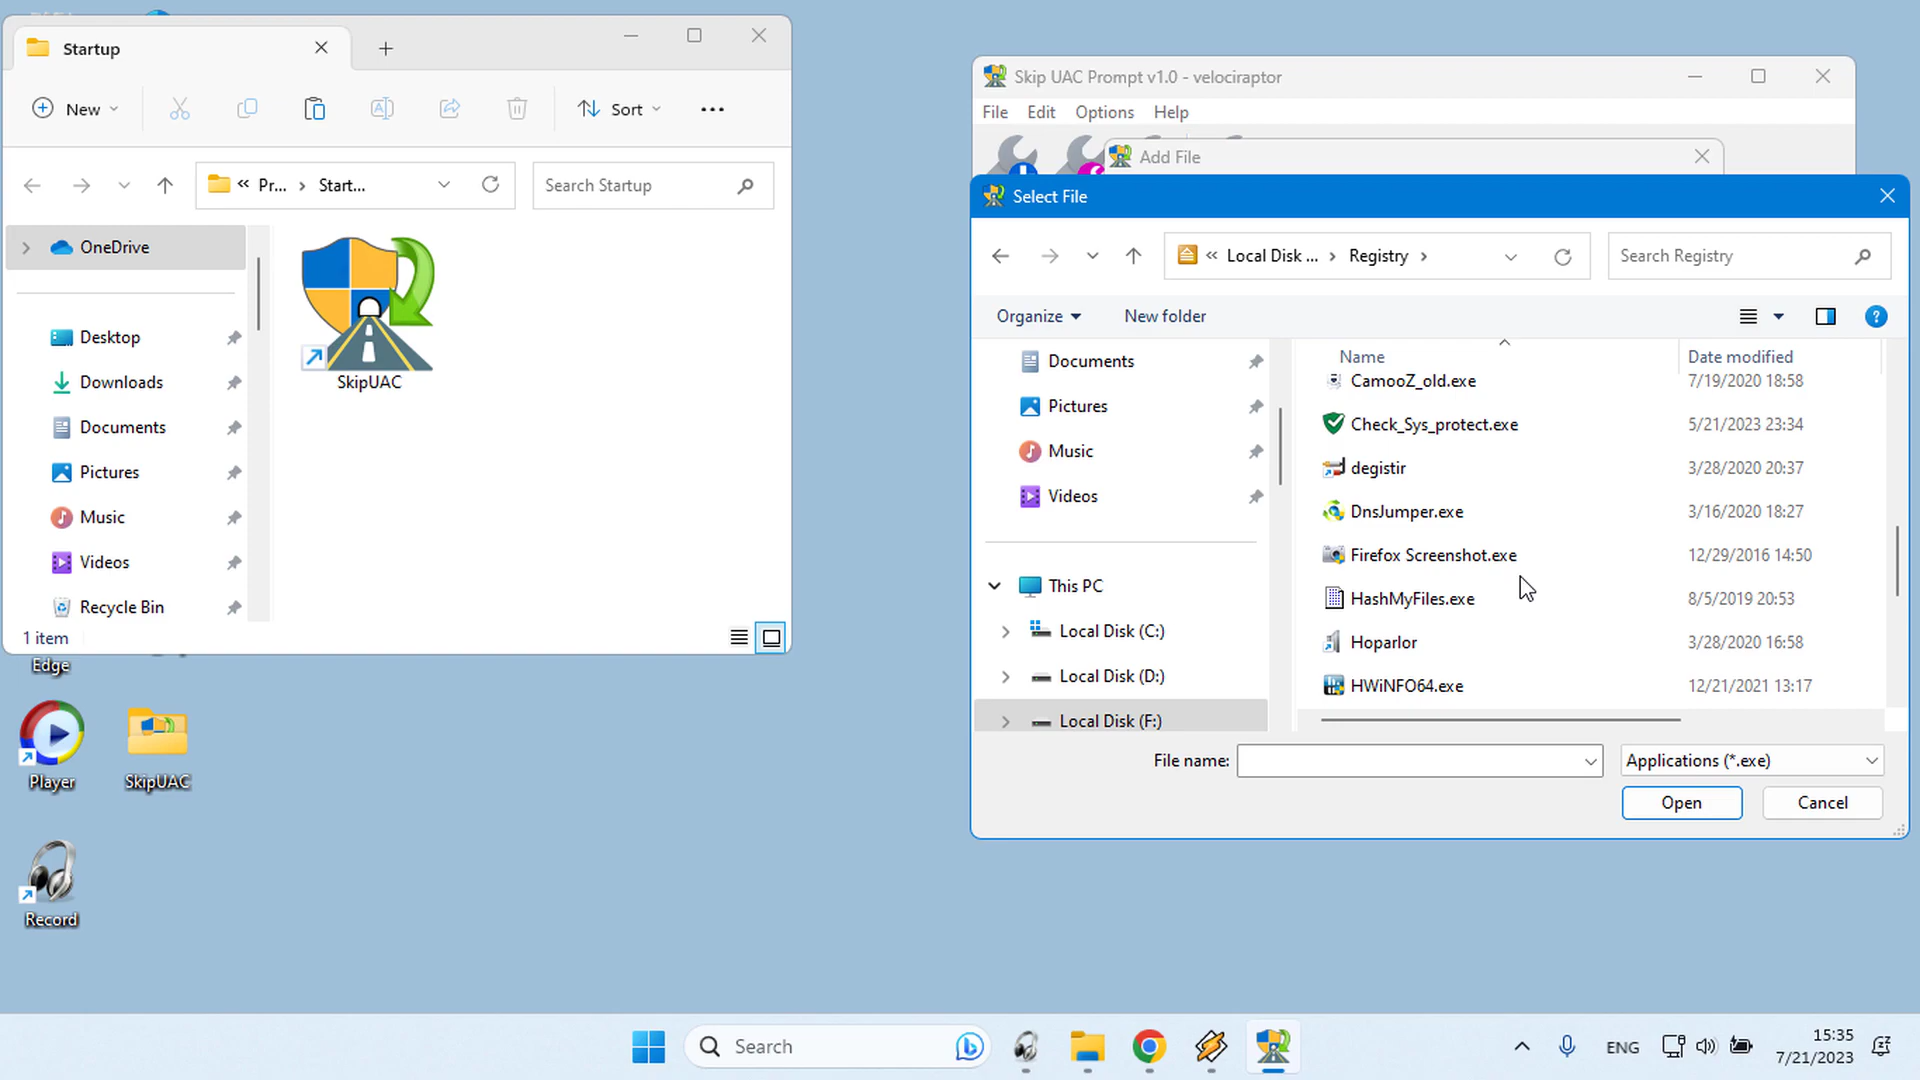 Startup
New
Sort
Pr...
Start...
Search Startup
OneDrive
Desktop
Downloads
Documents
Pictures
Music
Videos
Recycle Bin
SkipUAC
1 item
Edge
Player
SkipUAC
Record
Skip UAC Prompt v1.0 - velociraptor
File Edit Options Help
Add File
Select File
« Local Disk ... › Registry ›
Search Registry
Organize
New folder
Documents
Pictures
Music
Videos
This PC
Local Disk (C:)
Local Disk (D:)
Local Disk (F:)
Name Date modified
CamooZ_old.exe 7/19/2020 18:58
Check_Sys_protect.exe 5/21/2023 23:34
degistir 3/28/2020 20:37
DnsJumper.exe 3/16/2020 18:27
Firefox Screenshot.exe 12/29/2016 14:50
HashMyFiles.exe 8/5/2019 20:53
Hoparlor 3/28/2020 16:58
HWiNFO64.exe 12/21/2021 13:17
File name:
Applications (*.exe)
Open
Cancel
Search
ENG
15:35
7/21/2023